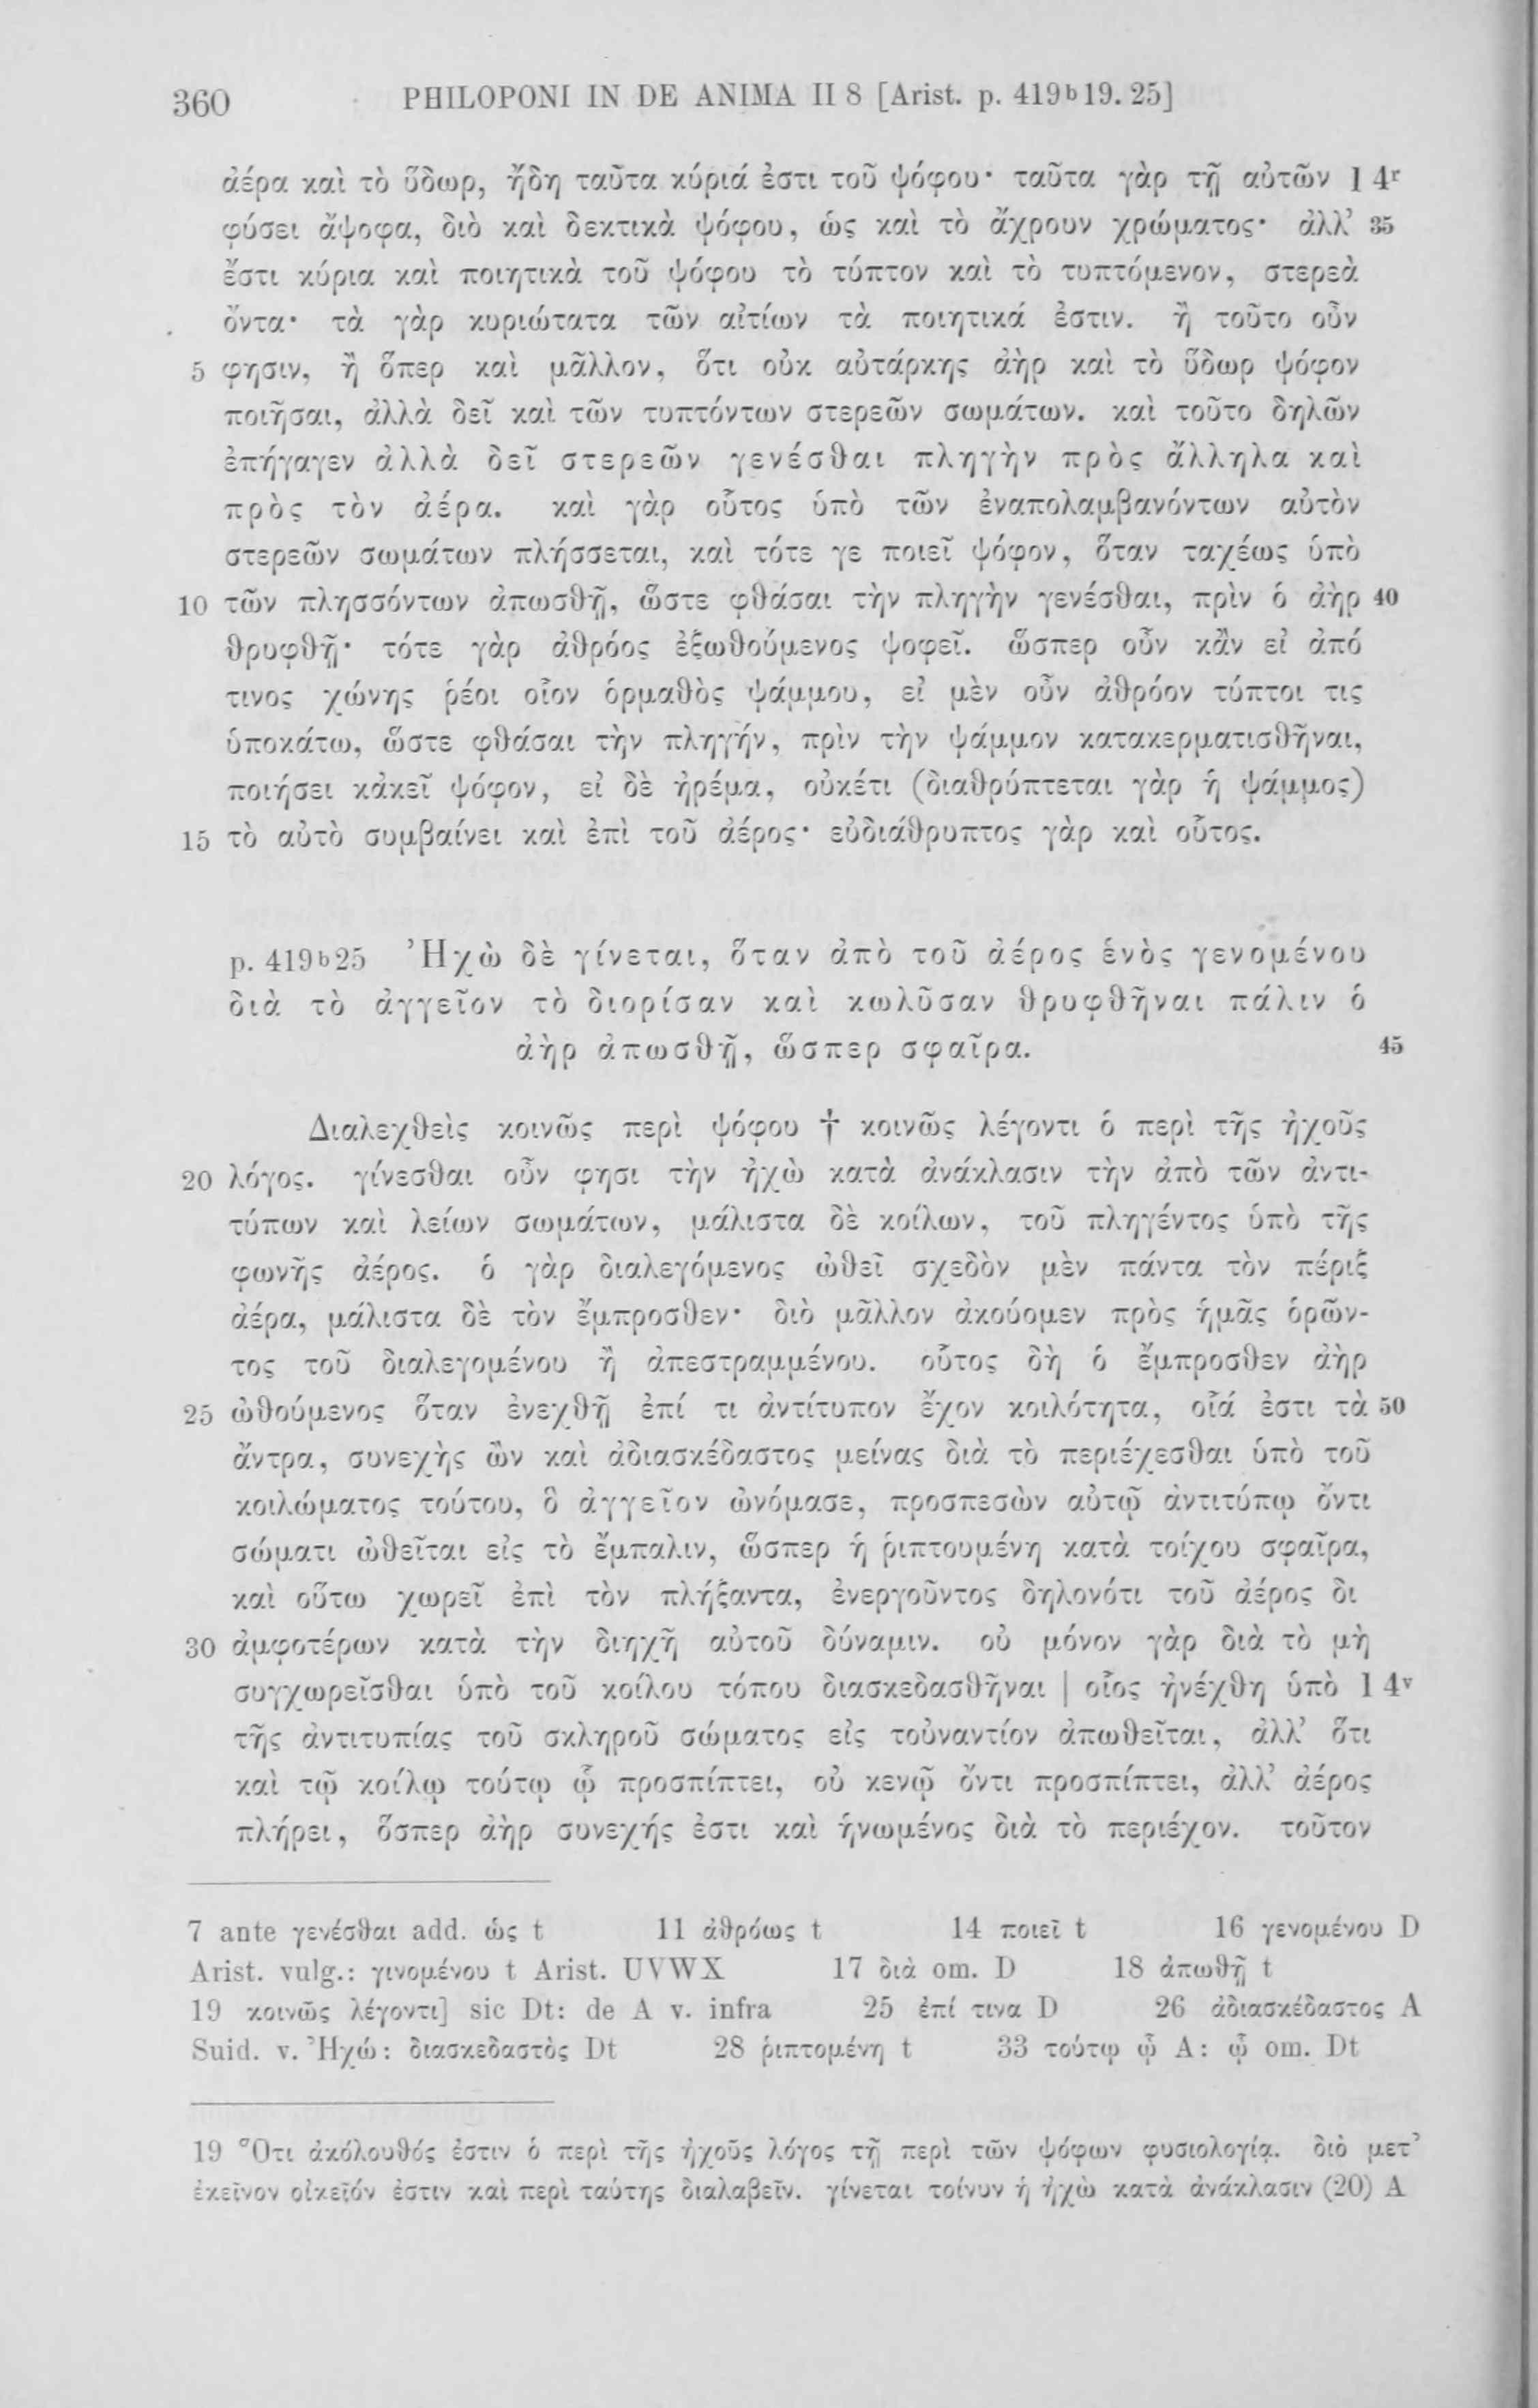 360 PHILOPONI IN DE ANIMA II 8 [Arist. p. 419b19. 25]
ἀέρα καὶ τὸ ὕδωρ, ἤδη ταῦτα κύριά ἐστι τοῦ ψόφου· ταῦτα γὰρ τῇ αὐτῶν l 4r
φύσει ἄψοφα, διὸ καὶ δεκτικὰ ψόφου, ὡς καὶ τὸ ἄχρουν χρώματος· ἀλλ’ 35
ἔστι κύρια καὶ ποιητικὰ τοῦ ψόφου τὸ τύπτον καὶ τὸ τυπτόμενον, στερεὰ
ὄντα· τὰ γὰρ κυριώτατα τῶν αἰτίων τὰ ποιητικά ἐστιν. ἢ τοῦτο οὖν
5 φησιν, ἢ ὅπερ καὶ μᾶλλον, ὅτι οὐκ αὐτάρκης ἀὴρ καὶ τὸ ὕδωρ ψόφον
ποιῆσαι, ἀλλὰ δεῖ καὶ τῶν τυπτόντων στερεῶν σωμάτων. καὶ τοῦτο δηλῶν
ἐπήγαγεν ἀλλὰ δεῖ στερεῶν γενέσθαι πληγὴν πρὸς ἄλληλα καὶ
πρὸς τὸν ἀέρα. καὶ γὰρ οὗτος ὑπὸ τῶν ἐναπολαμβανόντων αὐτὸν
στερεῶν σωμάτων πλήσσεται, καὶ τότε γε ποιεῖ ψόφον, ὅταν ταχέως ὑπὸ
10 τῶν πλησσόντων ἀπωσθῇ, ὥστε φθάσαι τὴν πληγὴν γενέσθαι, πρὶν ὁ ἀὴρ 40
θρυφθῇ· τότε γὰρ ἀθρόος ἐξωθούμενος ψοφεῖ. ὥσπερ οὖν κἂν εἰ ἀπό
τινος χώνης ῥέοι οἷον ὁρμαθὸς ψάμμου, εἰ μὲν οὖν ἀθρόον τύπτοι τις
ὑποκάτω, ὥστε φθάσαι τὴν πληγήν, πρὶν τὴν ψάμμον κατακερματισθῆναι,
ποιήσει κἀκεῖ ψόφον, εἰ δὲ ἠρέμα, οὐκέτι (διαθρύπτεται γὰρ ἡ ψάμμος)
15 τὸ αὐτὸ συμβαίνει καὶ ἐπὶ τοῦ ἀέρος· εὐδιάθρυπτος γὰρ καὶ οὗτος.
p. 419b25 Ἠχὼ δὲ γίνεται, ὅταν ἀπὸ τοῦ ἀέρος ἑνὸς γενομένου
διὰ τὸ ἀγγεῖον τὸ διορίσαν καὶ κωλῦσαν θρυφθῆναι πάλιν ὁ
ἀὴρ ἀπωσθῇ, ὥσπερ σφαῖρα. 45
Διαλεχθεὶς κοινῶς περὶ ψόφου † κοινῶς λέγοντι ὁ περὶ τῆς ἠχοῦς
20 λόγος. γίνεσθαι οὖν φησι τὴν ἠχὼ κατὰ ἀνάκλασιν τὴν ἀπὸ τῶν ἀντι-
τύπων καὶ λείων σωμάτων, μάλιστα δὲ κοίλων, τοῦ πληγέντος ὑπὸ τῆς
φωνῆς ἀέρος. ὁ γὰρ διαλεγόμενος ὠθεῖ σχεδὸν μὲν πάντα τὸν πέριξ
ἀέρα, μάλιστα δὲ τὸν ἔμπροσθεν· διὸ μᾶλλον ἀκούομεν πρὸς ἡμᾶς ὁρῶν-
τος τοῦ διαλεγομένου ἢ ἀπεστραμμένου. οὗτος δὴ ὁ ἔμπροσθεν ἀὴρ
25 ὠθούμενος ὅταν ἐνεχθῇ ἐπί τι ἀντίτυπον ἔχον κοιλότητα, οἷά ἐστι τὰ 50
ἄντρα, συνεχὴς ὢν καὶ ἀδιασκέδαστος μείνας διὰ τὸ περιέχεσθαι ὑπὸ τοῦ
κοιλώματος τούτου, ὃ ἀγγεῖον ὠνόμασε, προσπεσὼν αὐτῷ ἀντιτύπῳ ὄντι
σώματι ὠθεῖται εἰς τὸ ἔμπαλιν, ὥσπερ ἡ ῥιπτουμένη κατὰ τοίχου σφαῖρα,
καὶ οὕτω χωρεῖ ἐπὶ τὸν πλήξαντα, ἐνεργοῦντος δηλονότι τοῦ ἀέρος δι
30 ἀμφοτέρων κατὰ τὴν διηχῆ αὐτοῦ δύναμιν. οὐ μόνον γὰρ διὰ τὸ μὴ
συγχωρεῖσθαι ὑπὸ τοῦ κοίλου τόπου διασκεδασθῆναι | οἷος ἠνέχθη ὑπὸ l 4v
τῆς ἀντιτυπίας τοῦ σκληροῦ σώματος εἰς τοὐναντίον ἀπωθεῖται, ἀλλ’ ὅτι
καὶ τῷ κοίλῳ τούτῳ ᾧ προσπίπτει, οὐ κενῷ ὄντι προσπίπτει, ἀλλ’ ἀέρος
πλήρει, ὅσπερ ἀὴρ συνεχής ἐστι καὶ ἡνωμένος διὰ τὸ περιέχον. τοῦτον
7 ante γενέσθαι add. ὡς t 11 ἀθρόως t 14 ποιεῖ t 16 γενομένου D
Arist. vulg.: γινομένου t Arist. UVWX 17 διὰ om. D 18 ἀπωθῇ t
19 κοινῶς λέγοντι] sic Dt: de A v. infra 25 ἐπί τινα D 26 ἀδιασκέδαστος A
Suid. v. Ἠχώ: διασκεδαστὸς Dt 28 ῥιπτομένη t 33 τούτῳ ᾧ A: ᾧ om. Dt
19 Ὅτι ἀκόλουθός ἐστιν ὁ περὶ τῆς ἠχοῦς λόγος τῇ περὶ τῶν ψόφων φυσιολογίᾳ. διὸ μετ’
ἐκεῖνον οἰκεῖόν ἐστιν καὶ περὶ ταύτης διαλαβεῖν. γίνεται τοίνυν ἡ ἠχὼ κατὰ ἀνάκλασιν (20) A